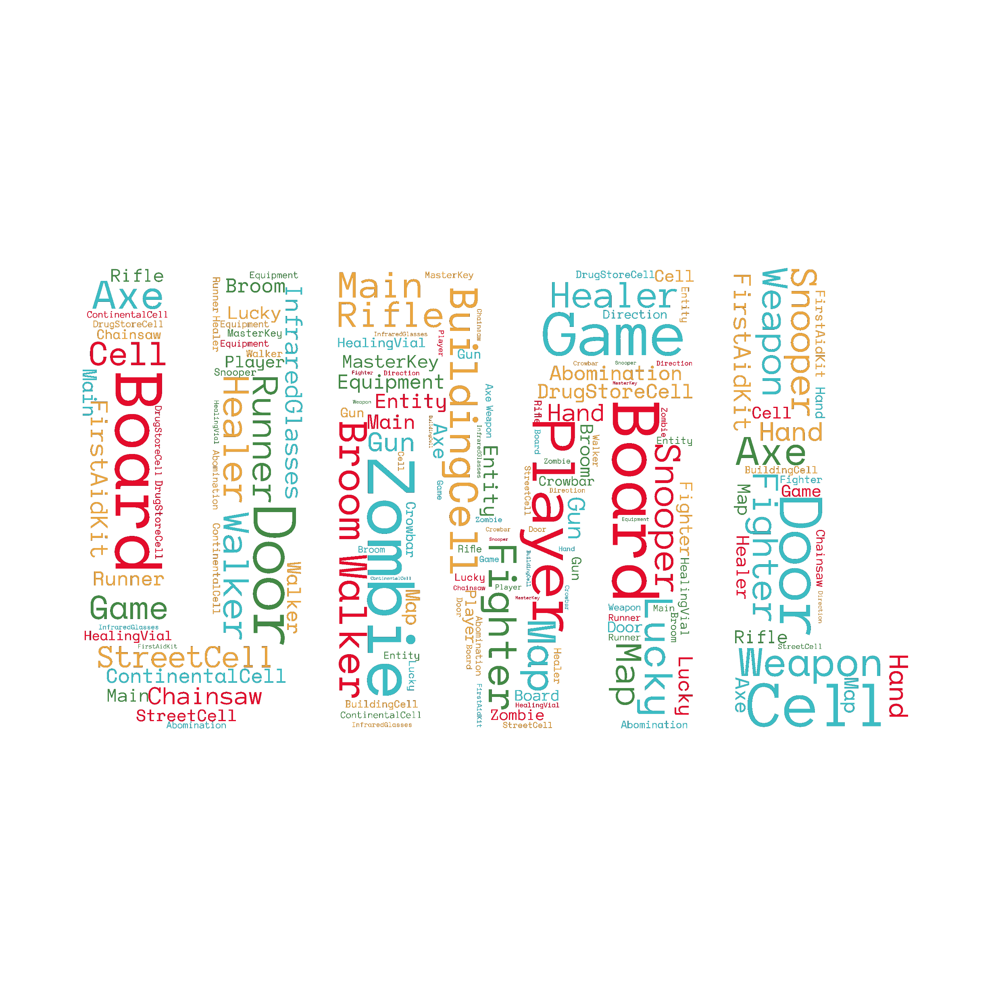 Rifle
Axe
ContinentalCell
DrugStoreCell
Chainsaw
Cell
Main
Board
DrugStoreCell
DrugStoreCell
FirstAidKit
Runner
Game
InfraredGlasses
HealingVial
FirstAidKit
StreetCell
ContinentalCell
Main
Chainsaw
StreetCell
Abomination
Equipment
Broom
Runner
Healer
InfraredGlasses
Lucky
Equipment
MasterKey
Equipment
Walker
Player
Snooper
Healer
Runner
HealingVial
Abomination
ContinentalCell
Walker
Door
Walker
Main
MasterKey
Rifle
BuildingCell
Chainsaw
InfraredGlasses
HealingVial
Player
Gun
MasterKey
Fighter
Direction
Equipment
Entity
Weapon
Gun
Main
Broom
Gun
Axe
BuildingCell
Axe
Weapon
InfraredGlasses
Cell
Zombie
Entity
Game
Crowbar
Zombie
Crowbar
Snooper
Broom
Rifle
Game
Walker
Fighter
ContinentalCell
Lucky
Chainsaw
Player
Map
Player
Door
Abomination
Board
Entity
Lucky
FirstAidKit
BuildingCell
ContinentalCell
InfraredGlasses
DrugStoreCell
Cell
Healer
Entity
Direction
Game
Crowbar
Snooper
Direction
Abomination
MasterKey
DrugStoreCell
Rifle
Hand
Board
Zombie
Player
Broom
Walker
Board
Entity
Snooper
Zombie
StreetCell
Crowbar
Direction
Gun
Fighter
Equipment
Door
Hand
BuildingCell
Gun
HealingVial
Crowbar
MasterKey
Weapon
Main
Runner
Broom
Door
Runner
Lucky
Map
Map
Healer
Lucky
Board
HealingVial
Zombie
StreetCell
Abomination
FirstAidKit
Weapon
Snooper
FirstAidKit
Hand
Cell
Hand
Axe
BuildingCell
Fighter
Fighter
Game
Map
Door
Healer
Chainsaw
Direction
Rifle
StreetCell
Weapon
Hand
Axe
Map
Cell